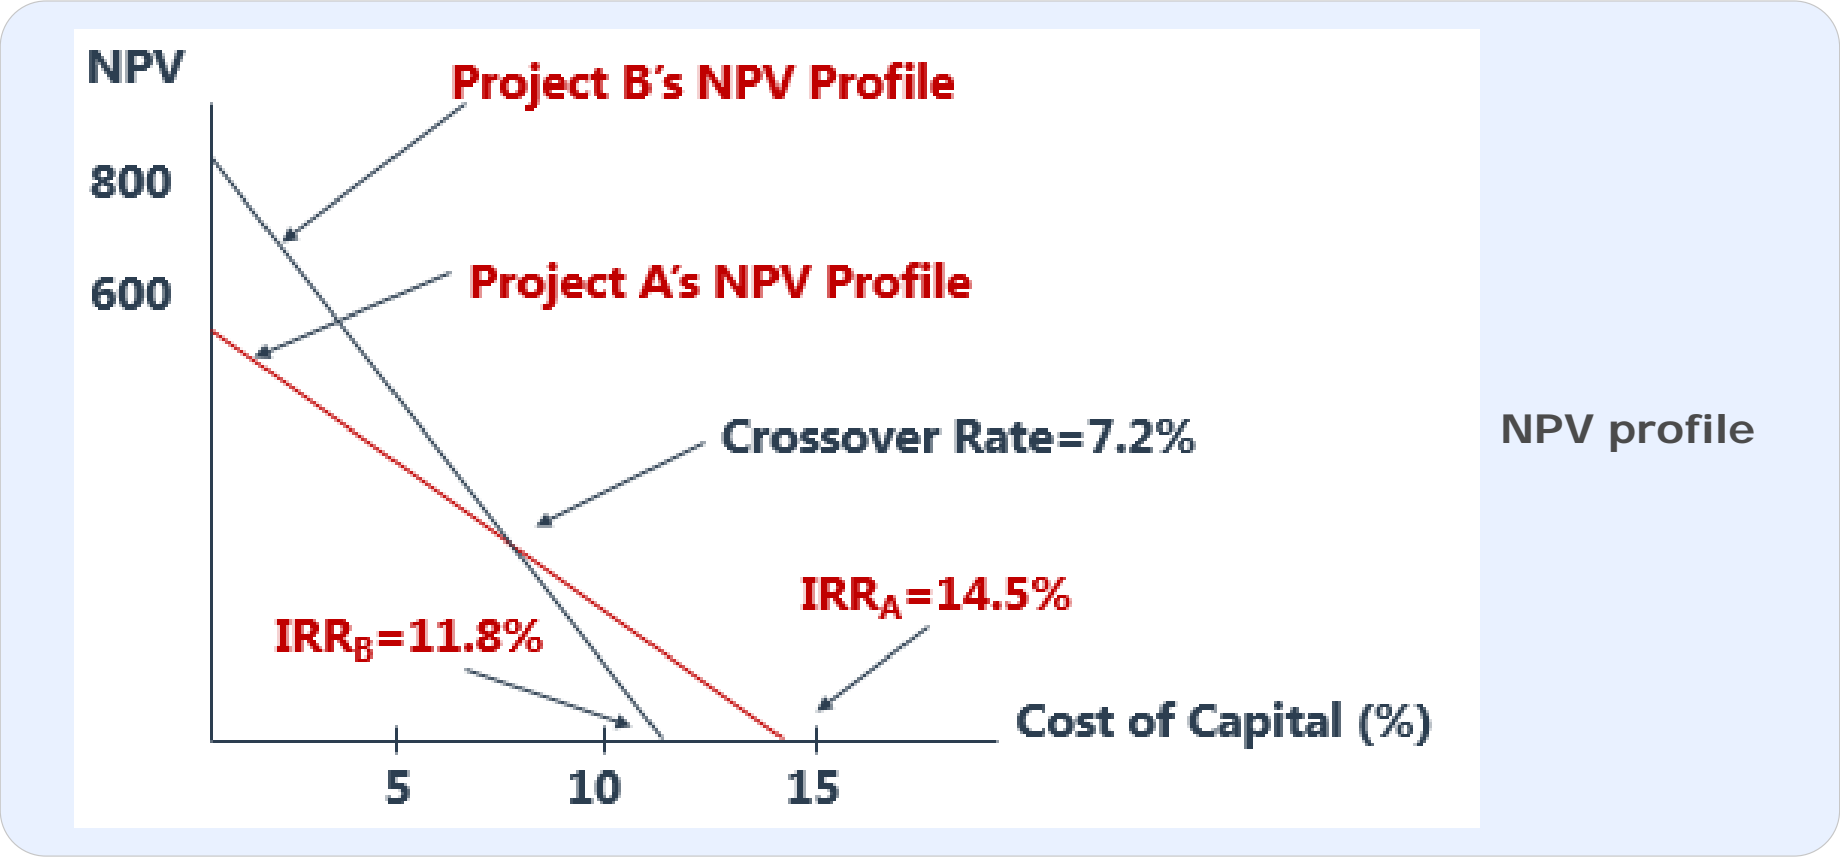 NPV
Project B's NPV Profile
800
Project A's NPV Profile
600
Crossover Rate=7.2%
NPV profile
IRRA=14.5%
IRRB=11.8%
Cost of Capital (%)
5 10 15